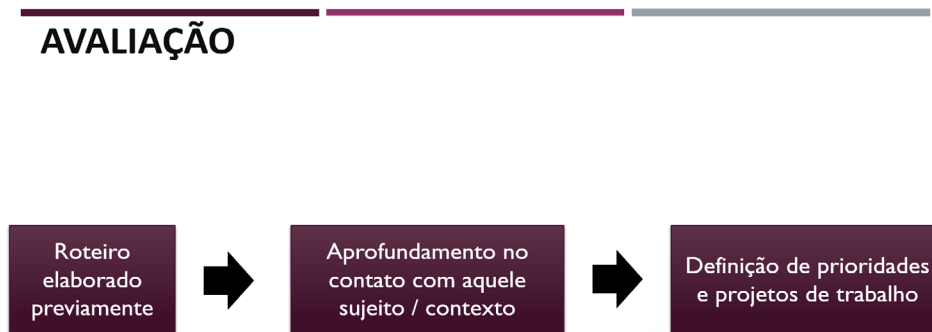 AVALIAÇÃO
Roteiro
elaborado
previamente
Aprofundamento no
contato com aquele
sujeito / contexto
Definição de prioridades
e projetos de trabalho